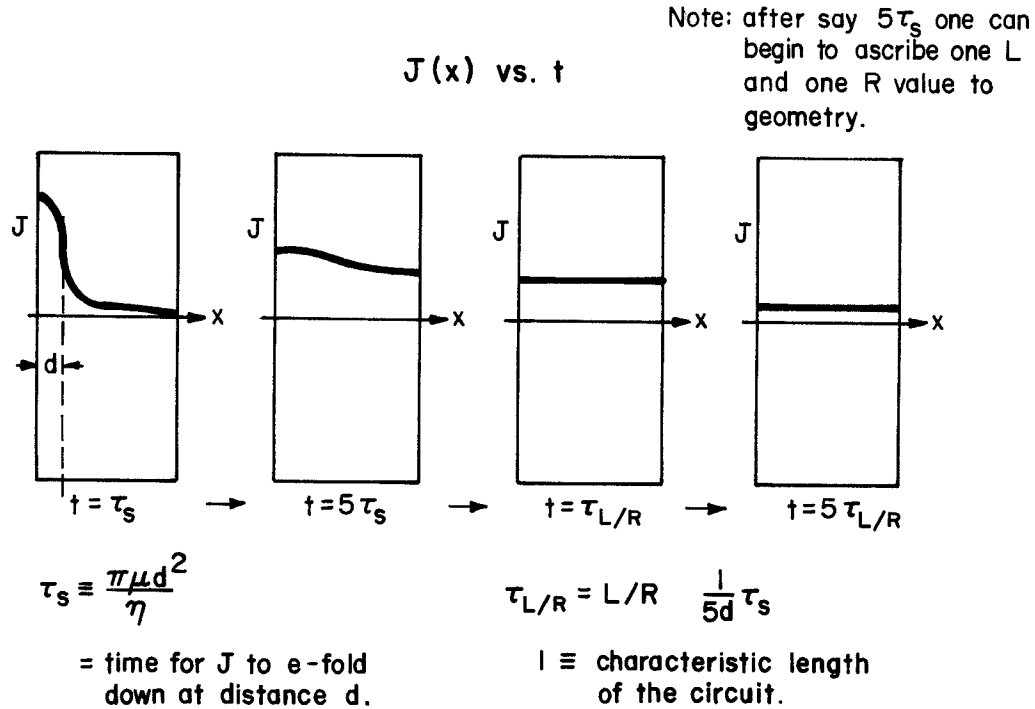 Note: after say 5τs one can
begin to ascribe one L
and one R value to
geometry.
J(x) vs. t
J
x
d
t = τs
J
x
t = 5τs
J
x
t = τL/R
J
x
t = 5τL/R
τs ≡ πμd²/η
= time for J to e-fold
down at distance d.
τL/R = L/R l/5d τs
l ≡ characteristic length
of the circuit.